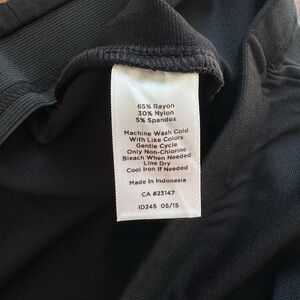 65% Rayon
30% Nylon
5% Spandex
Machine Wash Cold
With Like Colors
Gentle Cycle
Only Non-Chlorine
Bleach When Needed
Line Dry
Cool Iron If Needed
Made in Indonesia
CA #23147
ID245 05/15